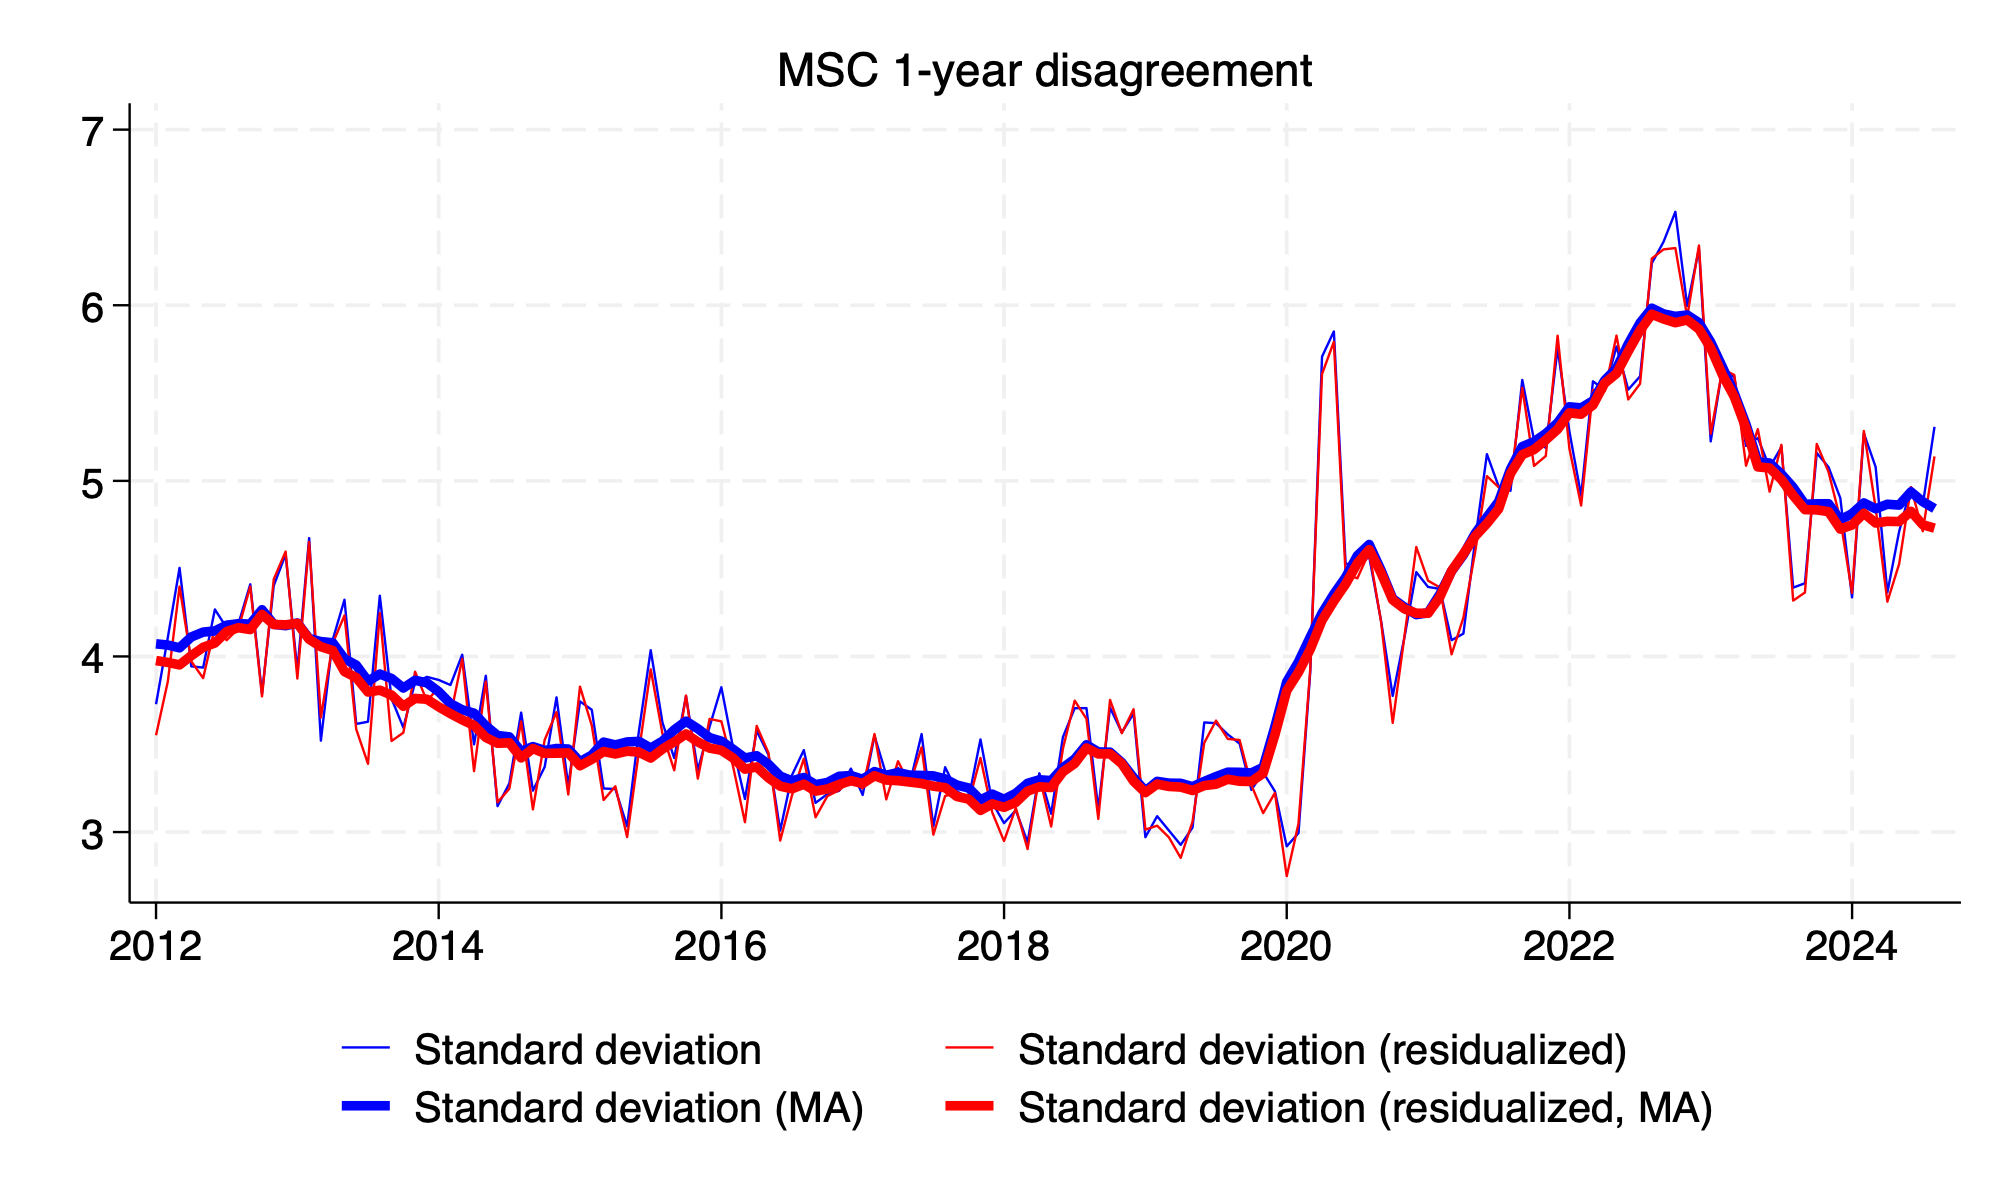 MSC 1-year disagreement
7
6
5
4
3
2012 2014 2016 2018 2020 2022 2024
Standard deviation Standard deviation (residualized)
Standard deviation (MA) Standard deviation (residualized, MA)